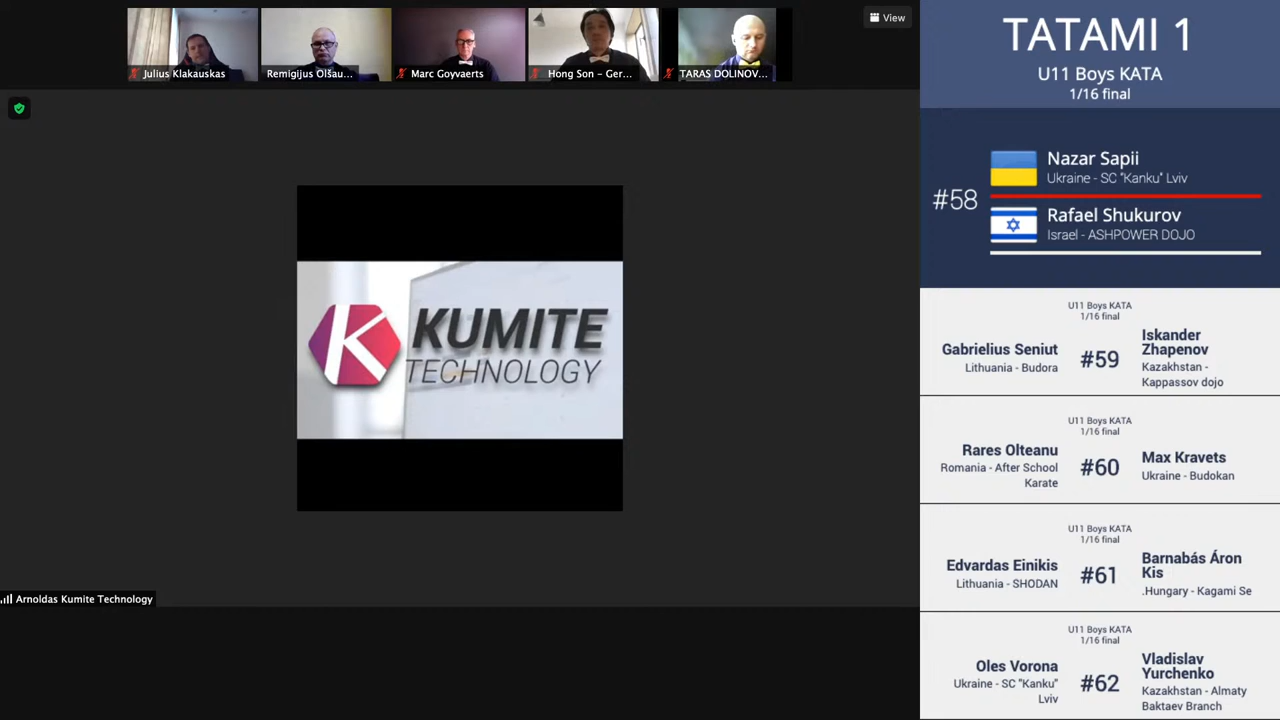 Julius Klakauskas
Remigijus Olšau...
Marc Goyvaerts
Hong Son – Ger...
TARAS DOLINOV...
View
KUMITE
TECHNOLOGY
Arnoldas Kumite Technology
TATAMI 1
U11 Boys KATA
1/16 final
#58
Nazar Sapii
Ukraine - SC "Kanku" Lviv
Rafael Shukurov
Israel - ASHPOWER DOJO
U11 Boys KATA
1/16 final
Gabrielius Seniut
Lithuania - Budora
#59
Iskander
Zhapenov
Kazakhstan -
Kappassov dojo
U11 Boys KATA
1/16 final
Rares Olteanu
Romania - After School
Karate
#60
Max Kravets
Ukraine - Budokan
U11 Boys KATA
1/16 final
Edvardas Einikis
Lithuania - SHODAN
#61
Barnabás Áron
Kis
.Hungary - Kagami Se
U11 Boys KATA
1/16 final
Oles Vorona
Ukraine - SC "Kanku"
Lviv
#62
Vladislav
Yurchenko
Kazakhstan - Almaty
Baktaev Branch